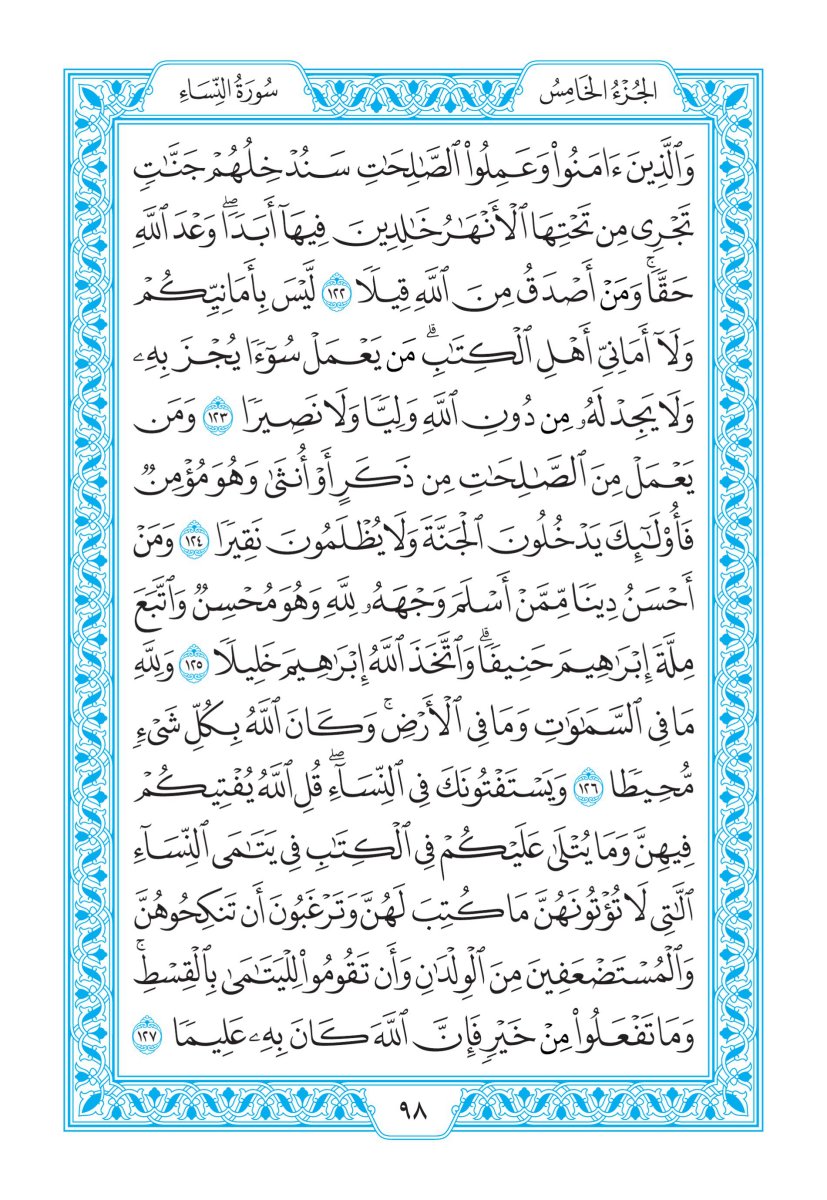 الجُزْءُ الخَامِسُ
سُورَةُ النِّسَاءِ
وَٱلَّذِينَ ءَامَنُواْ وَعَمِلُواْ ٱلصَّٰلِحَٰتِ سَنُدْخِلُهُمْ جَنَّٰتٖ
تَجْرِي مِن تَحْتِهَا ٱلْأَنْهَٰرُ خَٰلِدِينَ فِيهَآ أَبَدٗاۖ وَعْدَ ٱللَّهِ
حَقّٗاۚ وَمَنْ أَصْدَقُ مِنَ ٱللَّهِ قِيلٗا ١٢٢ لَّيْسَ بِأَمَانِيِّكُمْ
وَلَآ أَمَانِيِّ أَهْلِ ٱلْكِتَٰبِۗ مَن يَعْمَلْ سُوٓءٗا يُجْزَ بِهِۦ
وَلَا يَجِدْ لَهُۥ مِن دُونِ ٱللَّهِ وَلِيّٗا وَلَا نَصِيرٗا ١٢٣ وَمَن
يَعْمَلْ مِنَ ٱلصَّٰلِحَٰتِ مِن ذَكَرٍ أَوْ أُنثَىٰ وَهُوَ مُؤْمِنٞ
فَأُوْلَٰٓئِكَ يَدْخُلُونَ ٱلْجَنَّةَ وَلَا يُظْلَمُونَ نَقِيرٗا ١٢٤ وَمَنْ
أَحْسَنُ دِينٗا مِّمَّنْ أَسْلَمَ وَجْهَهُۥ لِلَّهِ وَهُوَ مُحْسِنٞ وَٱتَّبَعَ
مِلَّةَ إِبْرَٰهِيمَ حَنِيفٗاۗ وَٱتَّخَذَ ٱللَّهُ إِبْرَٰهِيمَ خَلِيلٗا ١٢٥ وَلِلَّهِ
مَا فِي ٱلسَّمَٰوَٰتِ وَمَا فِي ٱلْأَرْضِۚ وَكَانَ ٱللَّهُ بِكُلِّ شَيْءٖ
مُّحِيطٗا ١٢٦ وَيَسْتَفْتُونَكَ فِي ٱلنِّسَآءِۖ قُلِ ٱللَّهُ يُفْتِيكُمْ
فِيهِنَّ وَمَا يُتْلَىٰ عَلَيْكُمْ فِي ٱلْكِتَٰبِ فِي يَتَٰمَى ٱلنِّسَآءِ
ٱلَّٰتِي لَا تُؤْتُونَهُنَّ مَا كُتِبَ لَهُنَّ وَتَرْغَبُونَ أَن تَنكِحُوهُنَّ
وَٱلْمُسْتَضْعَفِينَ مِنَ ٱلْوِلْدَٰنِ وَأَن تَقُومُواْ لِلْيَتَٰمَىٰ بِٱلْقِسْطِۚ
وَمَا تَفْعَلُواْ مِنْ خَيْرٖ فَإِنَّ ٱللَّهَ كَانَ بِهِۦ عَلِيمٗا ١٢٧
٩٨